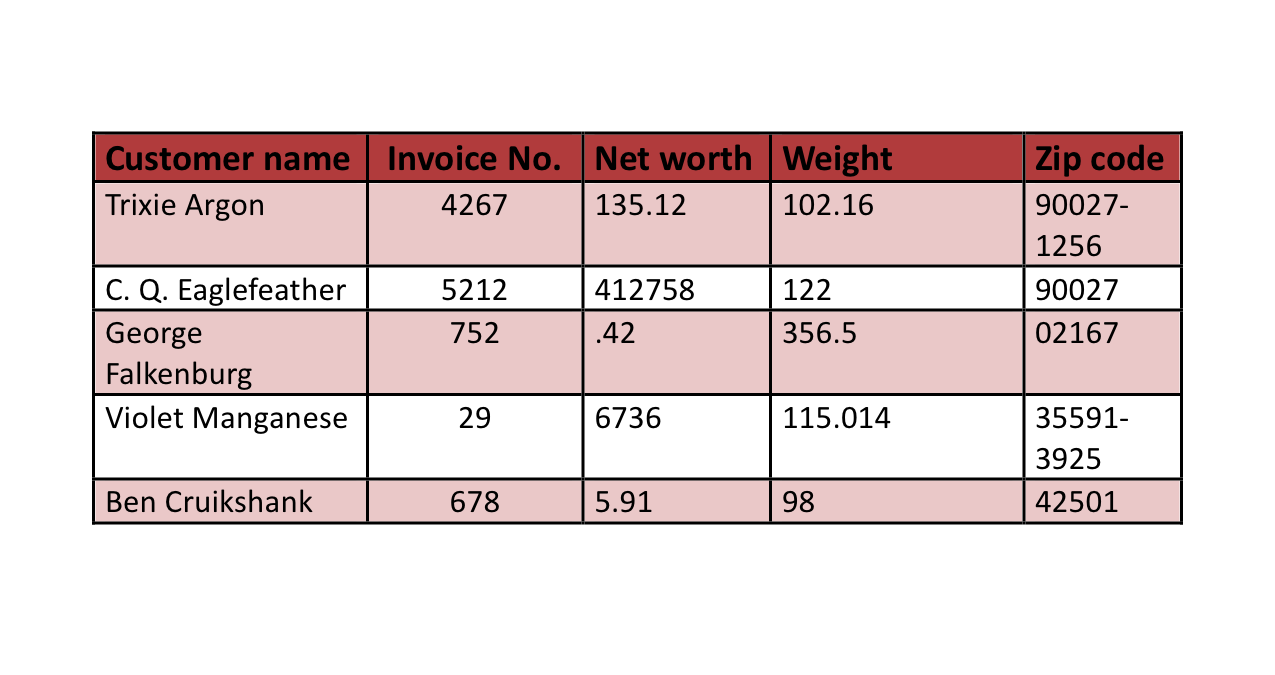 Customer name Invoice No. Net worth Weight Zip code
Trixie Argon 4267 135.12 102.16 90027-
1256
C. Q. Eaglefeather 5212 412758 122 90027
George 752 .42 356.5 02167
Falkenburg
Violet Manganese 29 6736 115.014 35591-
3925
Ben Cruikshank 678 5.91 98 42501